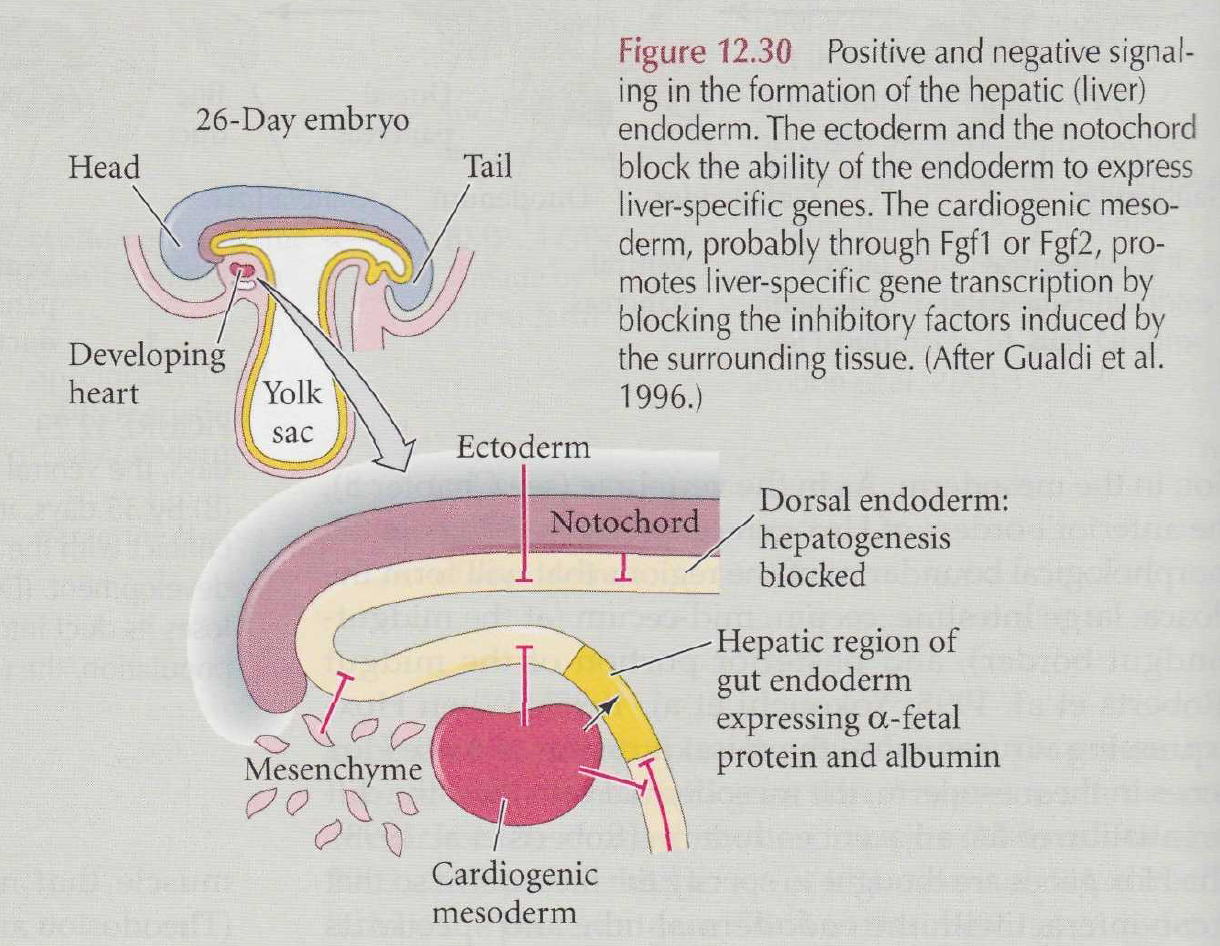 Figure 12.30 Positive and negative signal-
ing in the formation of the hepatic (liver)
endoderm. The ectoderm and the notochord
block the ability of the endoderm to express
liver-specific genes. The cardiogenic meso-
derm, probably through Fgf1 or Fgf2, pro-
motes liver-specific gene transcription by
blocking the inhibitory factors induced by
the surrounding tissue. (After Gualdi et al.
1996.)
26-Day embryo
Head
Tail
Developing
heart
Yolk
sac
Ectoderm
Notochord
Dorsal endoderm:
hepatogenesis
blocked
Hepatic region of
gut endoderm
expressing α-fetal
protein and albumin
Mesenchyme
Cardiogenic
mesoderm